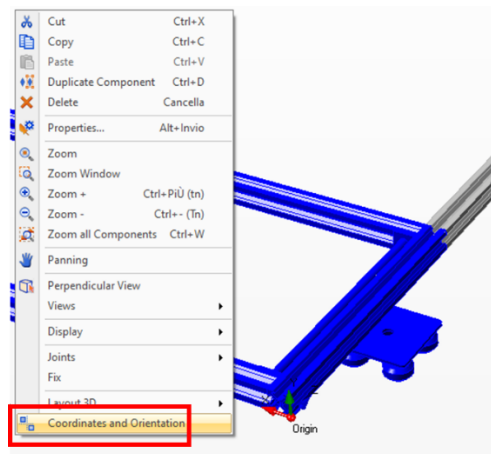 Cut Ctrl+X
Copy Ctrl+C
Paste Ctrl+V
Duplicate Component Ctrl+D
Delete Cancella
Properties... Alt+Invio
Zoom
Zoom Window
Zoom + Ctrl+PiÙ (tn)
Zoom - Ctrl+- (Tn)
Zoom all Components Ctrl+W
Panning
Perpendicular View
Views
Display
Joints
Fix
Layout 3D
Coordinates and Orientation
Origin